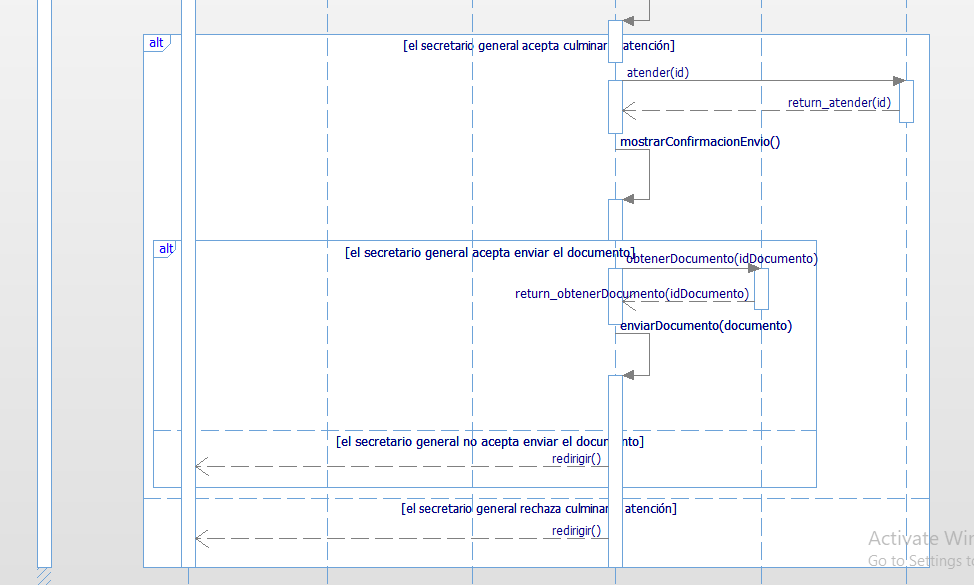 alt
[el secretario general acepta culminar atención]
atender(id)
return_atender(id)
mostrarConfirmacionEnvio()
alt
[el secretario general acepta enviar el documento]
obtenerDocumento(idDocumento)
return_obtenerDocumento(idDocumento)
enviarDocumento(documento)
[el secretario general no acepta enviar el documento]
redirigir()
[el secretario general rechaza culminar atención]
redirigir()
Activate Win
Go to Settings to